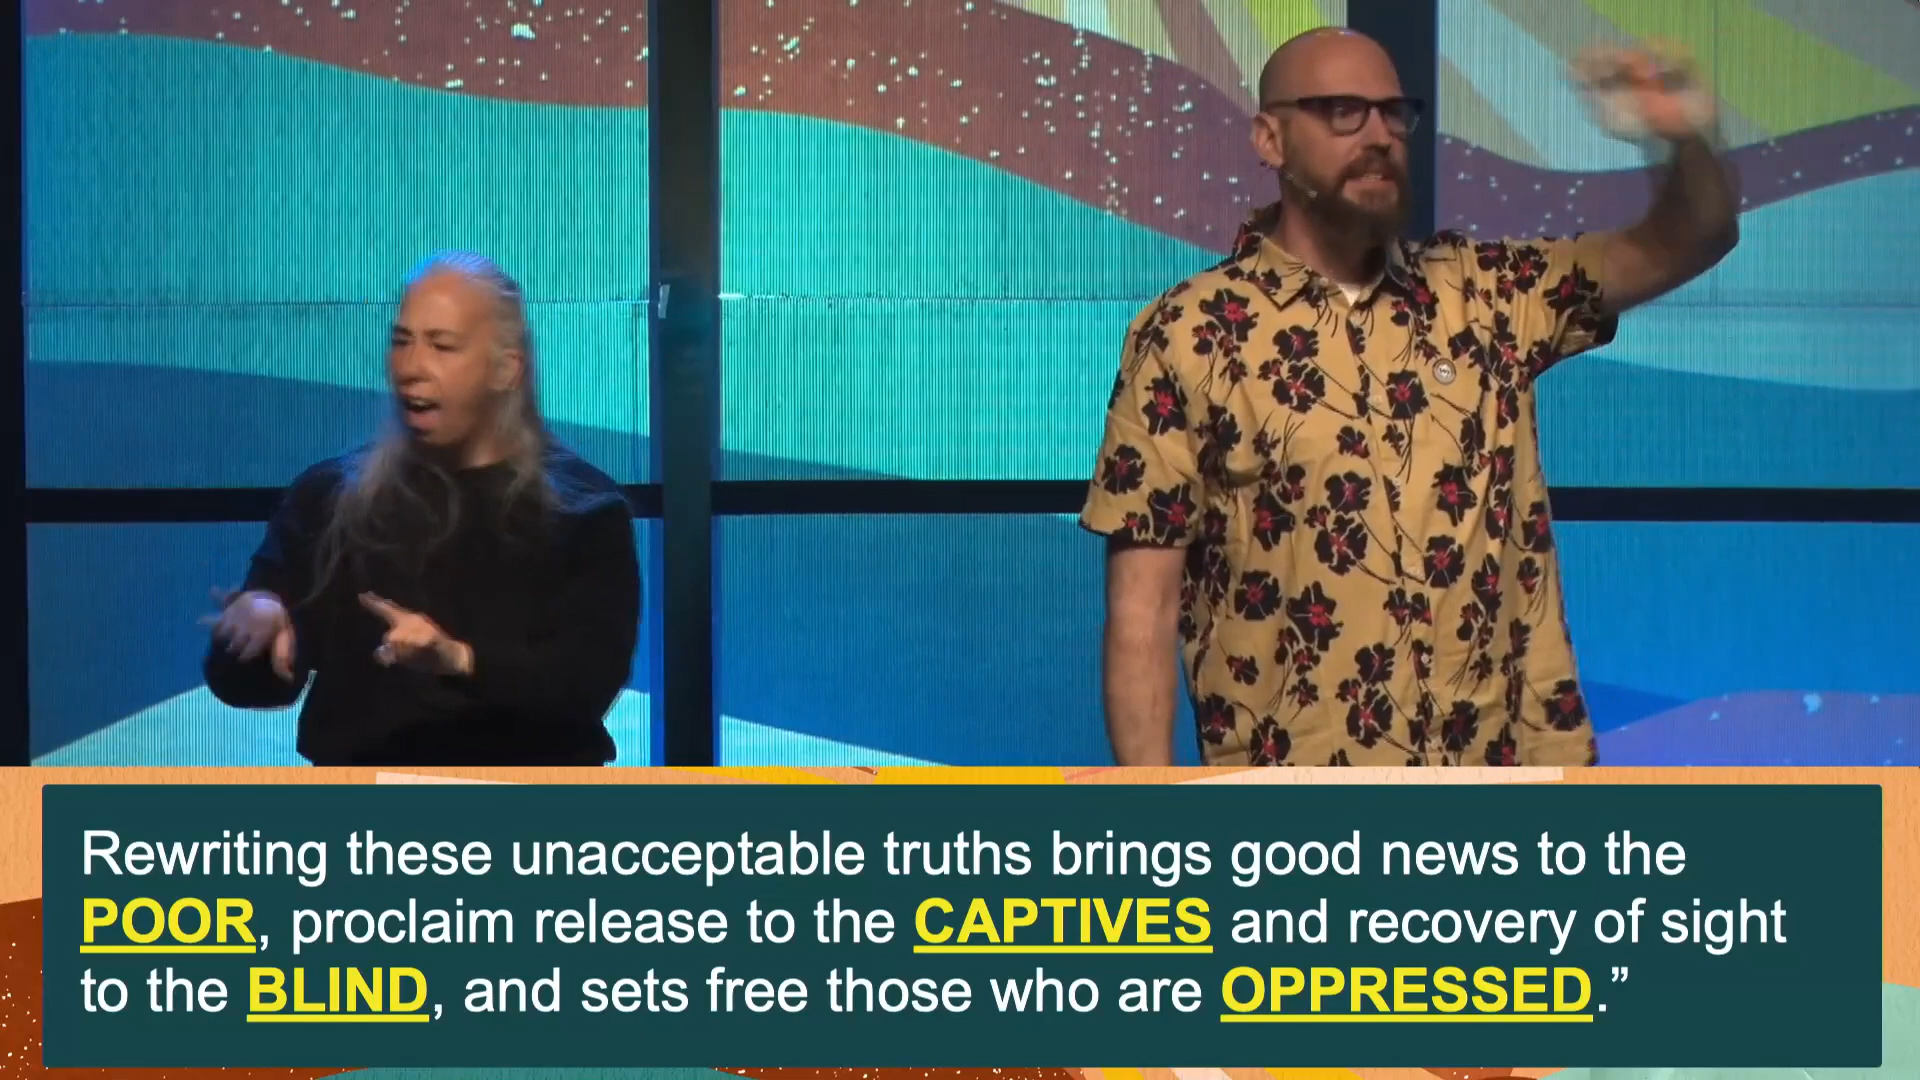 Rewriting these unacceptable truths brings good news to the
POOR, proclaim release to the CAPTIVES and recovery of sight
to the BLIND, and sets free those who are OPPRESSED.”